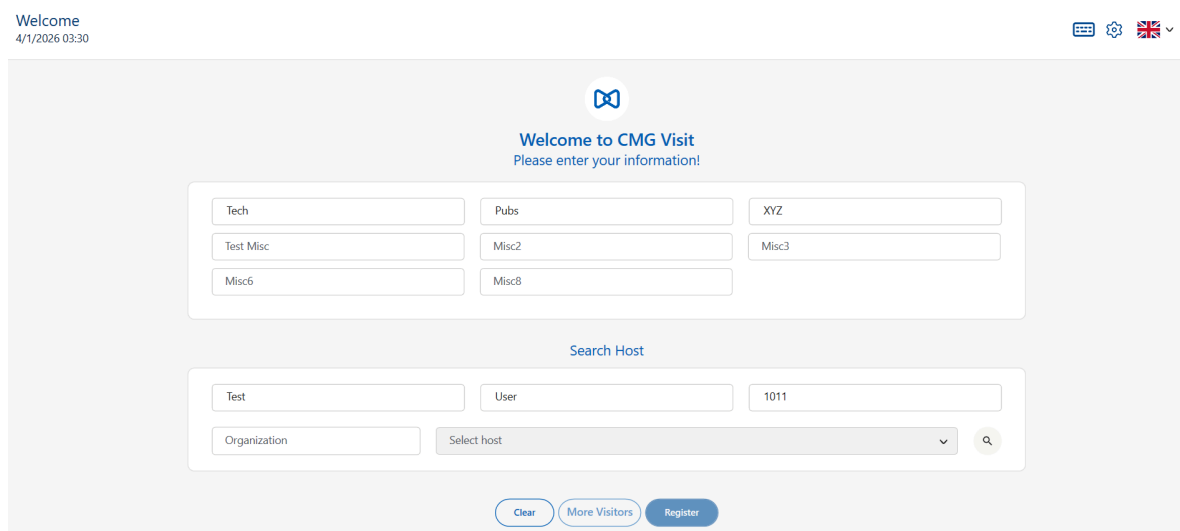 Welcome
4/1/2026 03:30
Welcome to CMG Visit
Please enter your information!
Tech Pubs XYZ
Test Misc Misc2 Misc3
Misc6 Misc8
Search Host
Test User 1011
Organization Select host
Clear More Visitors Register